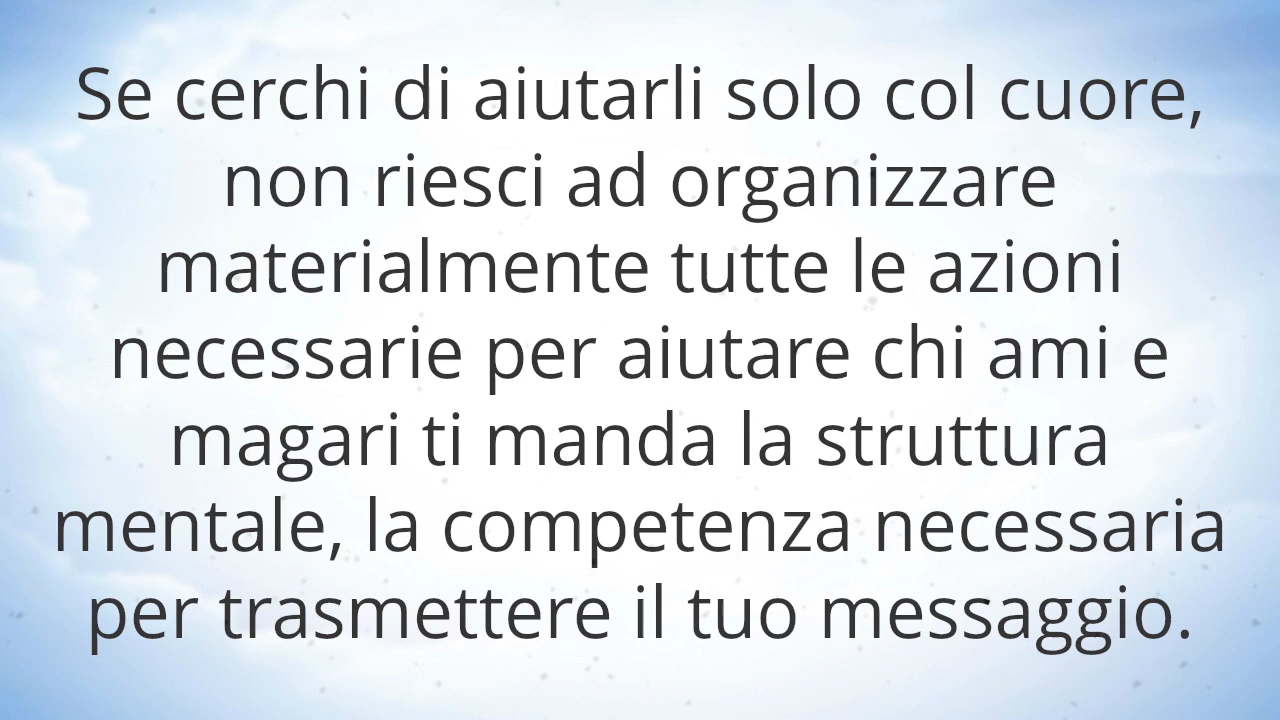 Se cerchi di aiutarli solo col cuore,
non riesci ad organizzare
materialmente tutte le azioni
necessarie per aiutare chi ami e
magari ti manda la struttura
mentale, la competenza necessaria
per trasmettere il tuo messaggio.